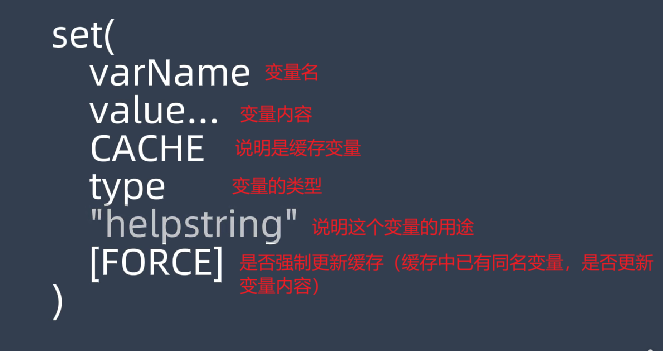 set(
varName 变量名
value... 变量内容
CACHE 说明是缓存变量
type 变量的类型
"helpstring" 说明这个变量的用途
[FORCE] 是否强制更新缓存（缓存中已有同名变量，是否更新
变量内容）
)